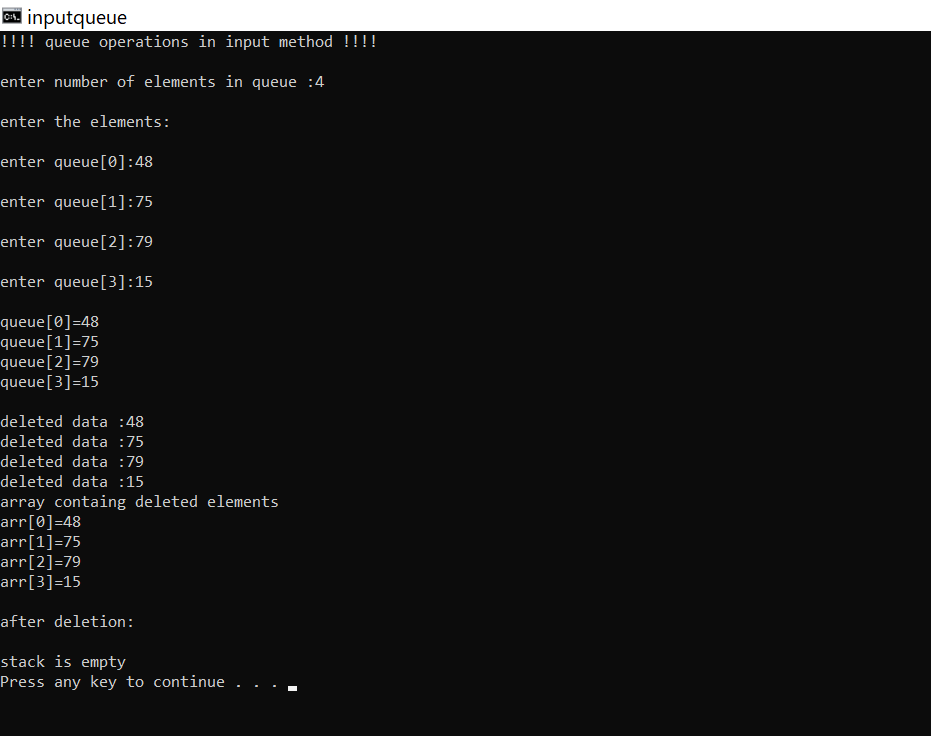 inputqueue
!!!! queue operations in input method !!!!
enter number of elements in queue :4
enter the elements:
enter queue[0]:48
enter queue[1]:75
enter queue[2]:79
enter queue[3]:15
queue[0]=48
queue[1]=75
queue[2]=79
queue[3]=15
deleted data :48
deleted data :75
deleted data :79
deleted data :15
array containg deleted elements
arr[0]=48
arr[1]=75
arr[2]=79
arr[3]=15
after deletion:
stack is empty
Press any key to continue . . .